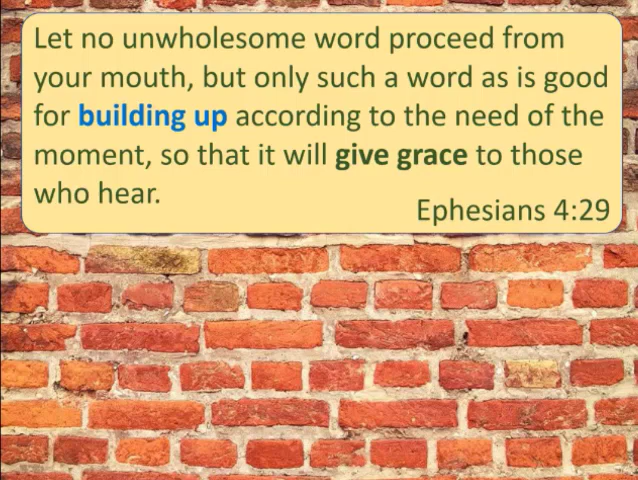 Let no unwholesome word proceed from
your mouth, but only such a word as is good
for building up according to the need of the
moment, so that it will give grace to those
who hear.
Ephesians 4:29